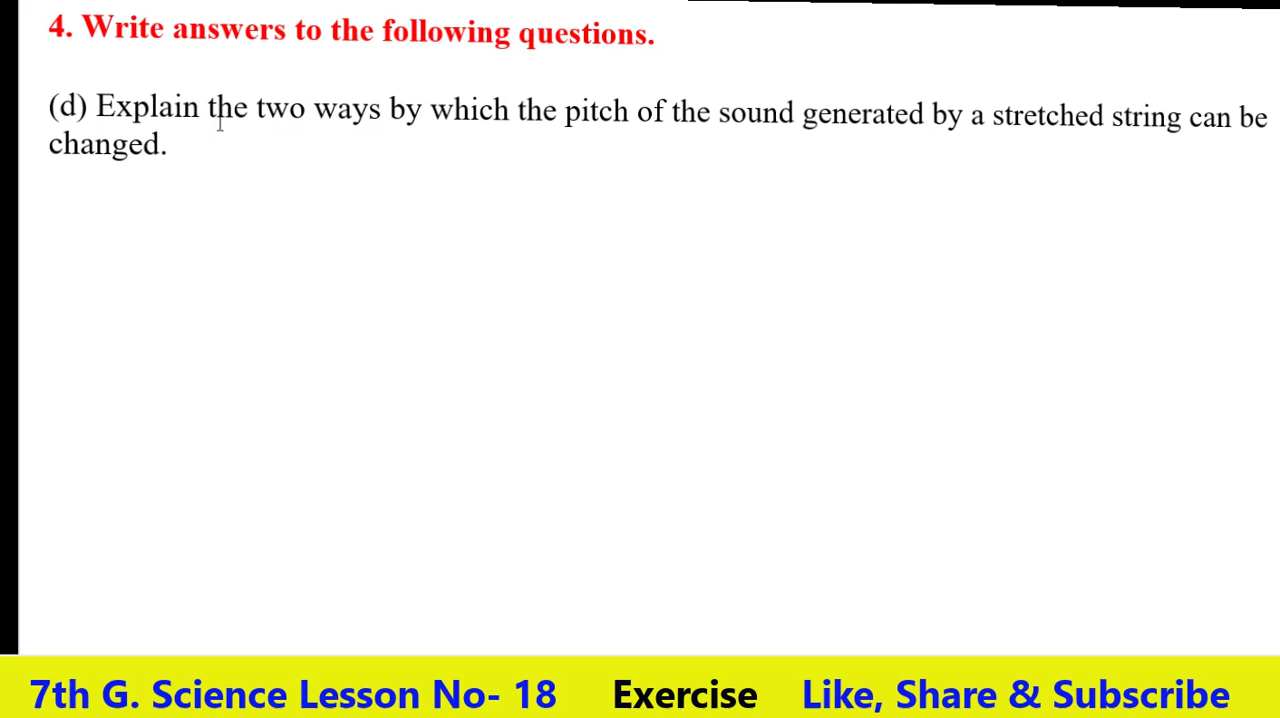 4. Write answers to the following questions.
(d) Explain the two ways by which the pitch of the sound generated by a stretched string can be
changed.
7th G. Science Lesson No- 18 Exercise Like, Share & Subscribe